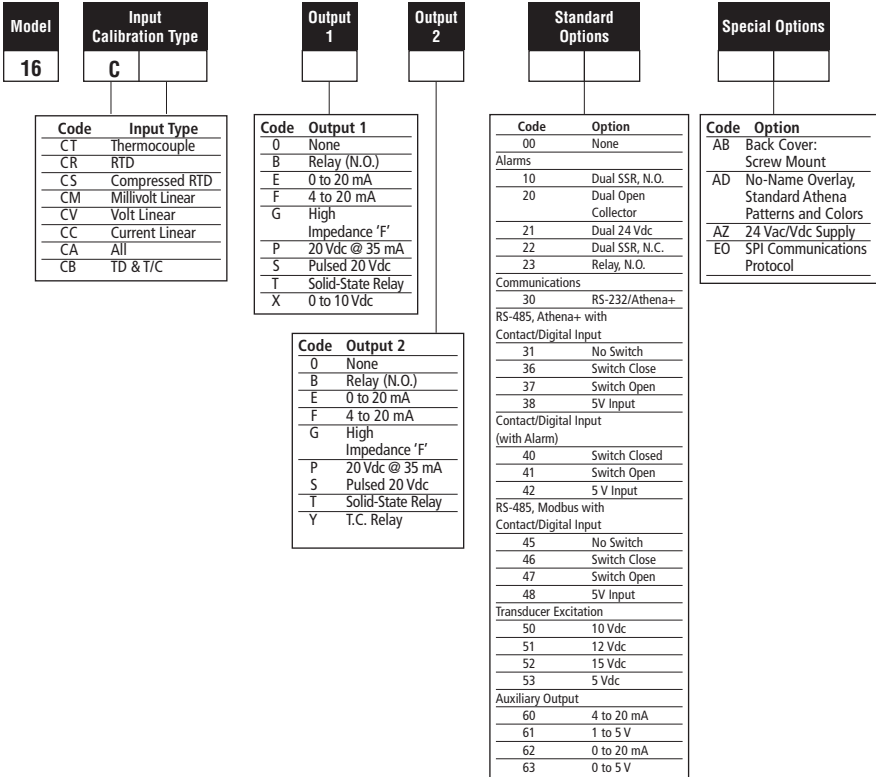 Model
Input
Calibration Type
Output
1
Output
2
Standard
Options
Special Options
16
C
Code Input Type
CT Thermocouple
CR RTD
CS Compressed RTD
CM Millivolt Linear
CV Volt Linear
CC Current Linear
CA All
CB TD & T/C
Code Output 1
0 None
B Relay (N.O.)
E 0 to 20 mA
F 4 to 20 mA
G High
Impedance ‘F’
P 20 Vdc @ 35 mA
S Pulsed 20 Vdc
T Solid-State Relay
X 0 to 10 Vdc
Code Output 2
0 None
B Relay (N.O.)
E 0 to 20 mA
F 4 to 20 mA
G High
Impedance ‘F’
P 20 Vdc @ 35 mA
S Pulsed 20 Vdc
T Solid-State Relay
Y T.C. Relay
Code Option
00 None
Alarms
10 Dual SSR, N.O.
20 Dual Open
Collector
21 Dual 24 Vdc
22 Dual SSR, N.C.
23 Relay, N.O.
Communications
30 RS-232/Athena+
RS-485, Athena+ with
Contact/Digital Input
31 No Switch
36 Switch Close
37 Switch Open
38 5V Input
Contact/Digital Input
(with Alarm)
40 Switch Closed
41 Switch Open
42 5 V Input
RS-485, Modbus with
Contact/Digital Input
45 No Switch
46 Switch Close
47 Switch Open
48 5V Input
Transducer Excitation
50 10 Vdc
51 12 Vdc
52 15 Vdc
53 5 Vdc
Auxiliary Output
60 4 to 20 mA
61 1 to 5 V
62 0 to 20 mA
63 0 to 5 V
Code Option
AB Back Cover:
Screw Mount
AD No-Name Overlay,
Standard Athena
Patterns and Colors
AZ 24 Vac/Vdc Supply
EO SPI Communications
Protocol